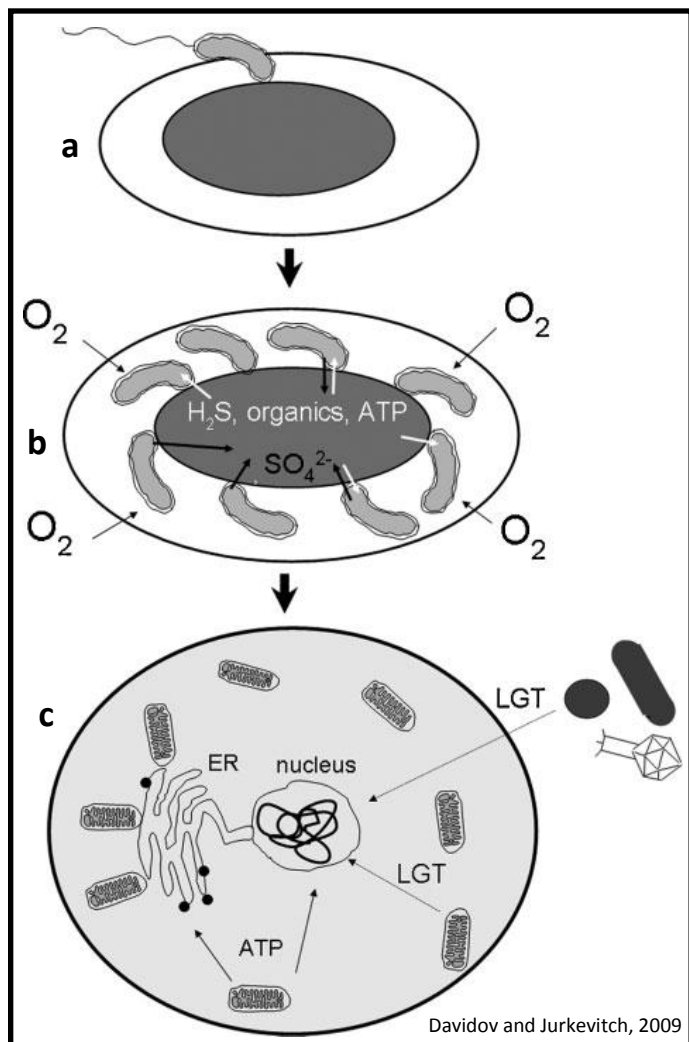 a
O₂ O₂
H₂S, organics, ATP
b
SO₄²⁻
O₂ O₂
c
LGT
ER nucleus
LGT
ATP
Davidov and Jurkevitch, 2009